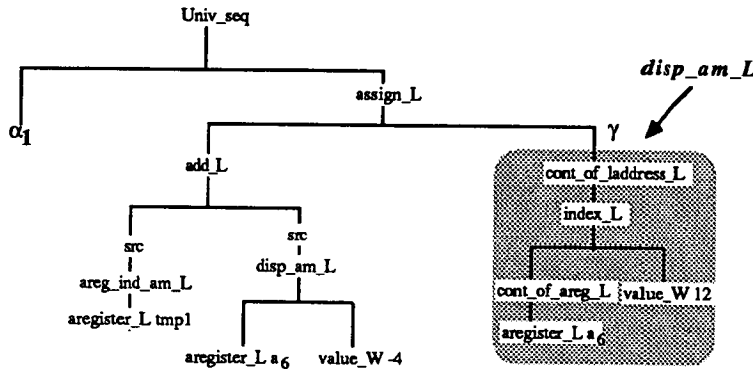 Univ_seq
disp_am_L
assign_L
α1
γ
add_L
cont_of_laddress_L
index_L
src
src
areg_ind_am_L
disp_am_L
cont_of_areg_L
value_W 12
aregister_L tmp1
aregister_L a6
aregister_L a6
value_W -4